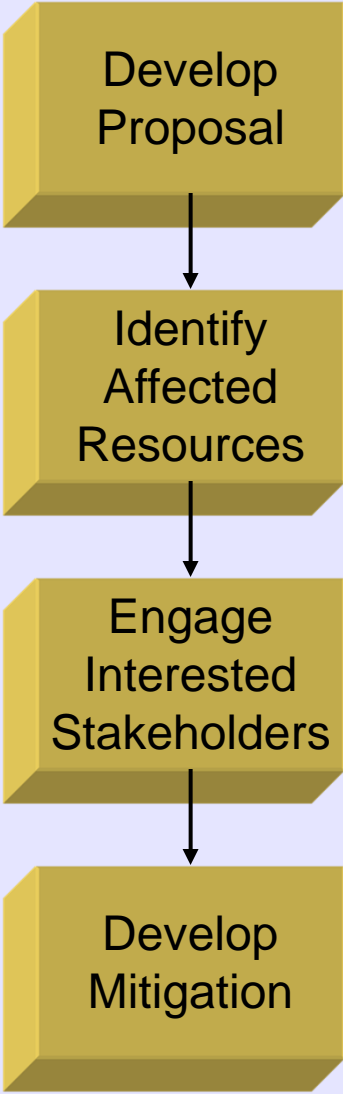 Develop
Proposal
Identify
Affected
Resources
Engage
Interested
Stakeholders
Develop
Mitigation